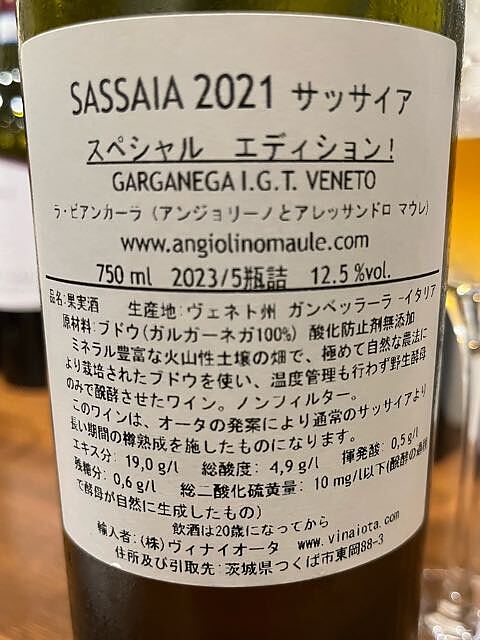 SASSAIA 2021 サッサイア
スペシャル エディション!
GARGANEGA I.G.T. VENETO
ラ・ビアンカーラ (アンジョリーノとアレッサンドロ マウレ)
www.angiolinomaule.com
750 ml 2023/5瓶詰 12.5 %vol.
品名:果実酒 生産地:ヴェネト州 ガンベッラーラ -イタリア
原材料:ブドウ(ガルガーネガ100%) 酸化防止剤無添加
ミネラル豊富な火山性土壌の畑で、極めて自然な農法に
より栽培されたブドウを使い、温度管理も行わず野生酵母
のみで醗酵させたワイン。ノンフィルター。
このワインは、オータの発案により通常のサッサイアより
長い期間の樽熟成を施したものになります。
エキス分: 19,0 g/l 総酸度: 4,9 g/l 揮発酸: 0,5 g/l
残糖分: 0,6 g/l 総二酸化硫黄量: 10 mg/l以下(醗酵の過程
で酵母が自然に生成したもの)
飲酒は20歳になってから
輸入者:(株)ヴィナイオータ www.vinaiota.com
住所及び引取先:茨城県つくば市東岡88-3